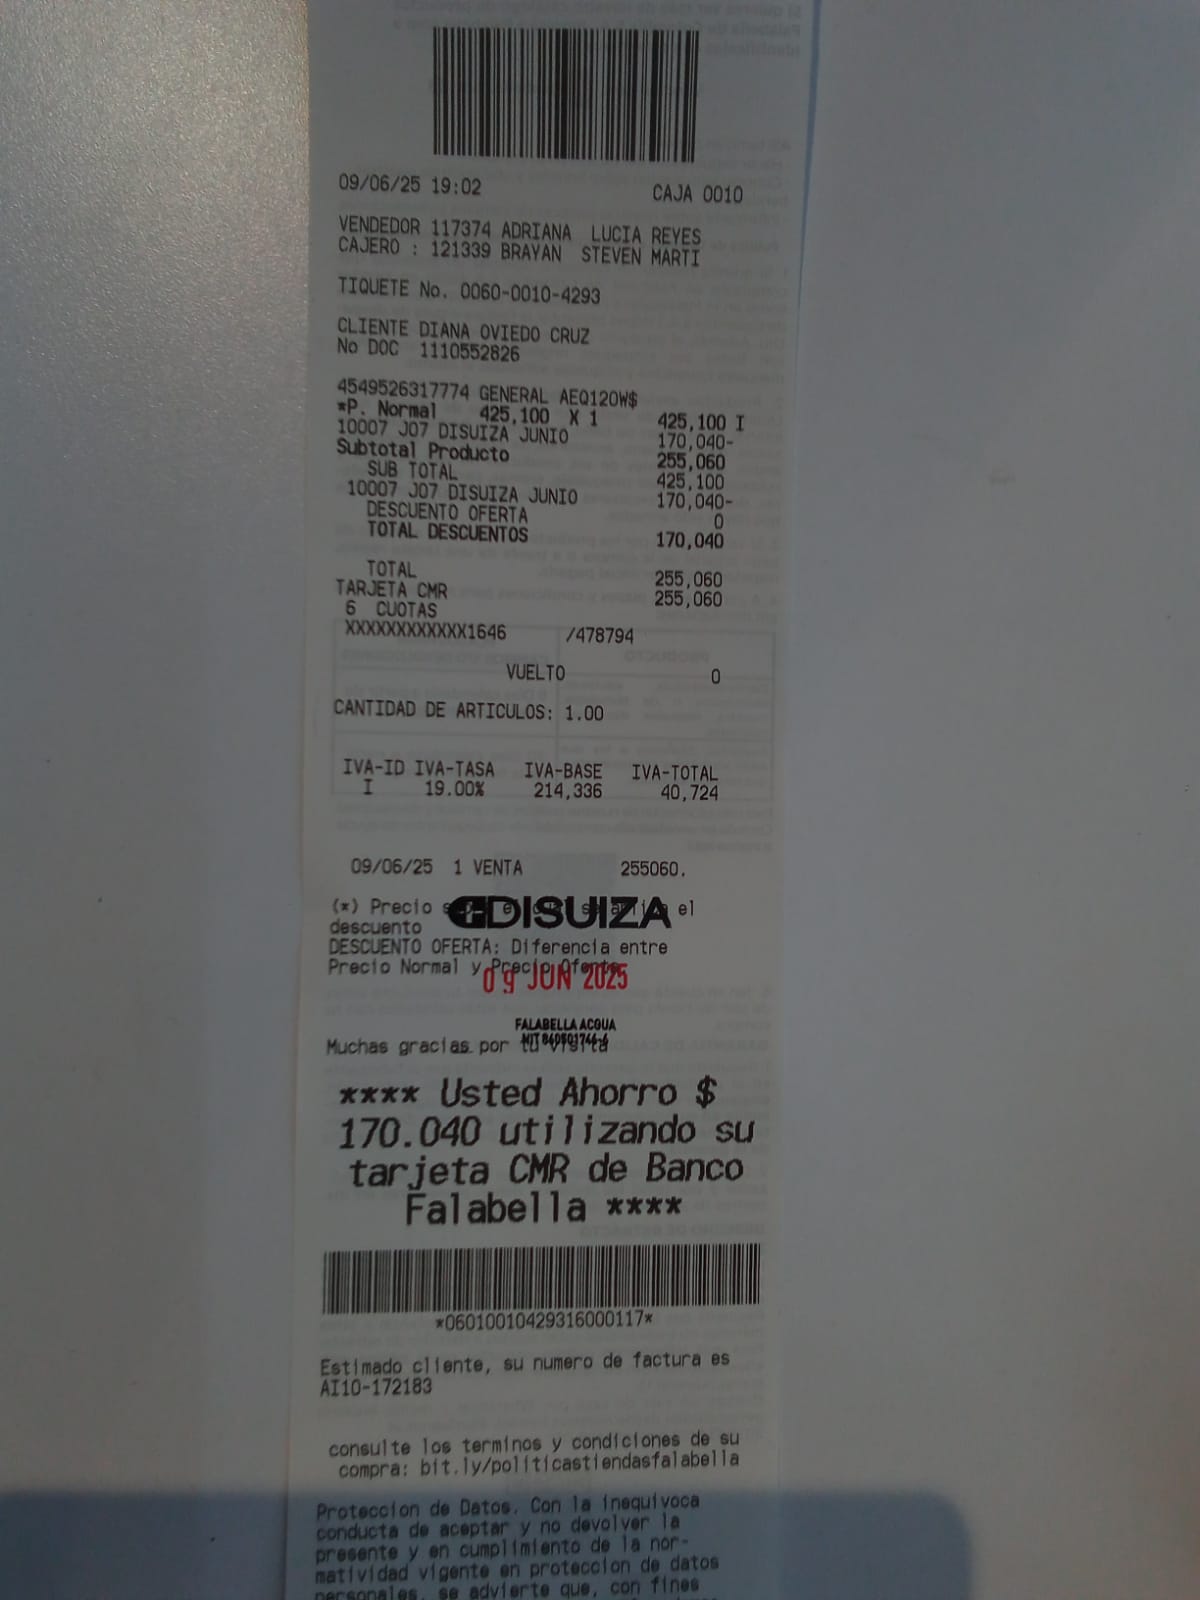 09/06/25 19:02 CAJA 0010
VENDEDOR 117374 ADRIANA LUCIA REYES
CAJERO : 121339 BRAYAN STEVEN MARTI
TIQUETE No. 0060-0010-4293
CLIENTE DIANA OVIEDO CRUZ
No DOC 1110552826
4549526317774 GENERAL AEQ120W$
*P. Normal 425,100 X 1 425,100 I
10007 J07 DISUIZA JUNIO 170,040-
Subtotal Producto 255,060
SUB TOTAL 425,100
10007 J07 DISUIZA JUNIO 170,040-
DESCUENTO OFERTA 0
TOTAL DESCUENTOS 170,040
TOTAL 255,060
TARJETA CMR 255,060
6 CUOTAS
XXXXXXXXXXXX1646 /478794
VUELTO 0
CANTIDAD DE ARTICULOS: 1.00
IVA-ID IVA-TASA IVA-BASE IVA-TOTAL
I 19.00% 214,336 40,724
09/06/25 1 VENTA 255060.
(*) Precio el
DISUIZA
descuento
DESCUENTO OFERTA: Diferencia entre
Precio Normal y Precio Oferta
09 JUN 2025
FALABELLA ACQUA
NIT
Muchas gracias por tu visita
**** Usted Ahorro $
170.040 utilizando su
tarjeta CMR de Banco
Falabella ****
*06010010429316000117*
Estimado cliente, su numero de factura es
AI10-172183
consulte los terminos y condiciones de su
compra: bit.ly/politicastiendasfalabella
Proteccion de Datos. Con la inequivoca
conducta de aceptar y no devolver la
presente y en cumplimiento de la nor-
matividad vigente en proteccion de datos
personales, se advierte que, con fines